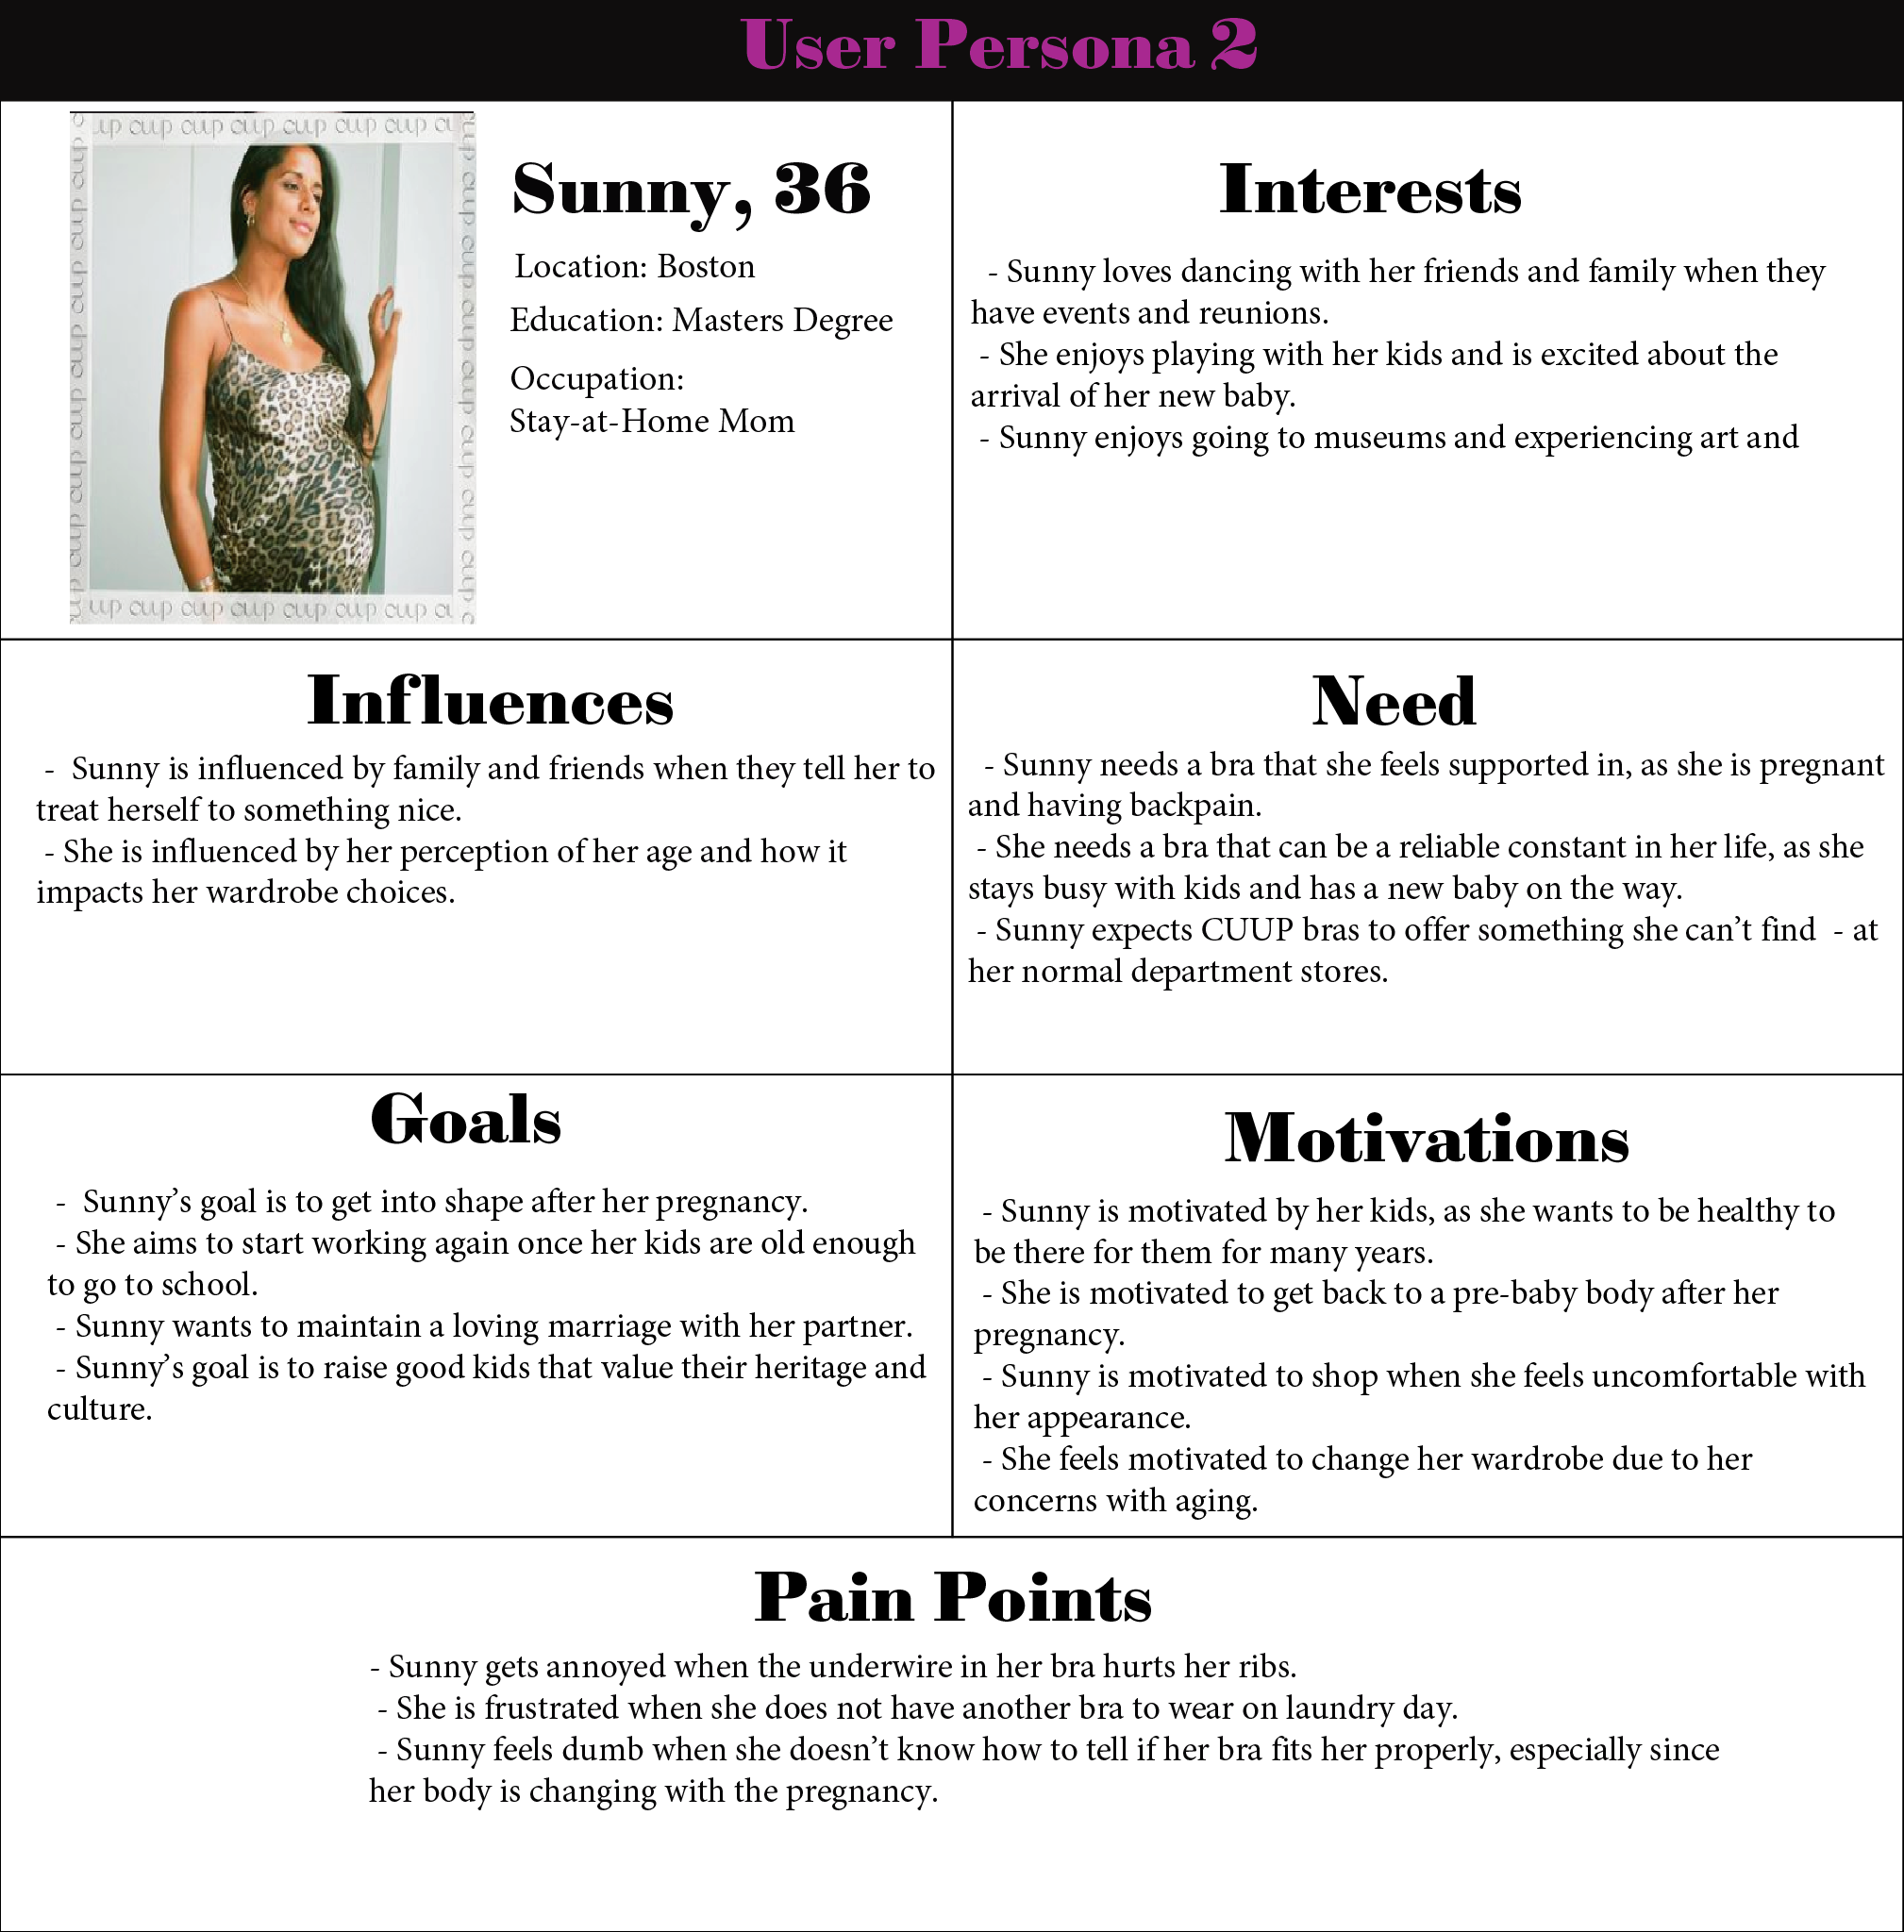 User Persona 2
cuup cuup cuup cuup cuup cuup
Sunny, 36
Location: Boston
Education: Masters Degree
Occupation:
Stay-at-Home Mom
cuup cuup cuup cuup cuup cuup
Interests
- Sunny loves dancing with her friends and family when they
have events and reunions.
- She enjoys playing with her kids and is excited about the
arrival of her new baby.
- Sunny enjoys going to museums and experiencing art and
Influences
- Sunny is influenced by family and friends when they tell her to
treat herself to something nice.
- She is influenced by her perception of her age and how it
impacts her wardrobe choices.
Need
- Sunny needs a bra that she feels supported in, as she is pregnant
and having backpain.
- She needs a bra that can be a reliable constant in her life, as she
stays busy with kids and has a new baby on the way.
- Sunny expects CUUP bras to offer something she can’t find - at
her normal department stores.
Goals
- Sunny’s goal is to get into shape after her pregnancy.
- She aims to start working again once her kids are old enough
to go to school.
- Sunny wants to maintain a loving marriage with her partner.
- Sunny’s goal is to raise good kids that value their heritage and
culture.
Motivations
- Sunny is motivated by her kids, as she wants to be healthy to
be there for them for many years.
- She is motivated to get back to a pre-baby body after her
pregnancy.
- Sunny is motivated to shop when she feels uncomfortable with
her appearance.
- She feels motivated to change her wardrobe due to her
concerns with aging.
Pain Points
- Sunny gets annoyed when the underwire in her bra hurts her ribs.
- She is frustrated when she does not have another bra to wear on laundry day.
- Sunny feels dumb when she doesn’t know how to tell if her bra fits her properly, especially since
her body is changing with the pregnancy.